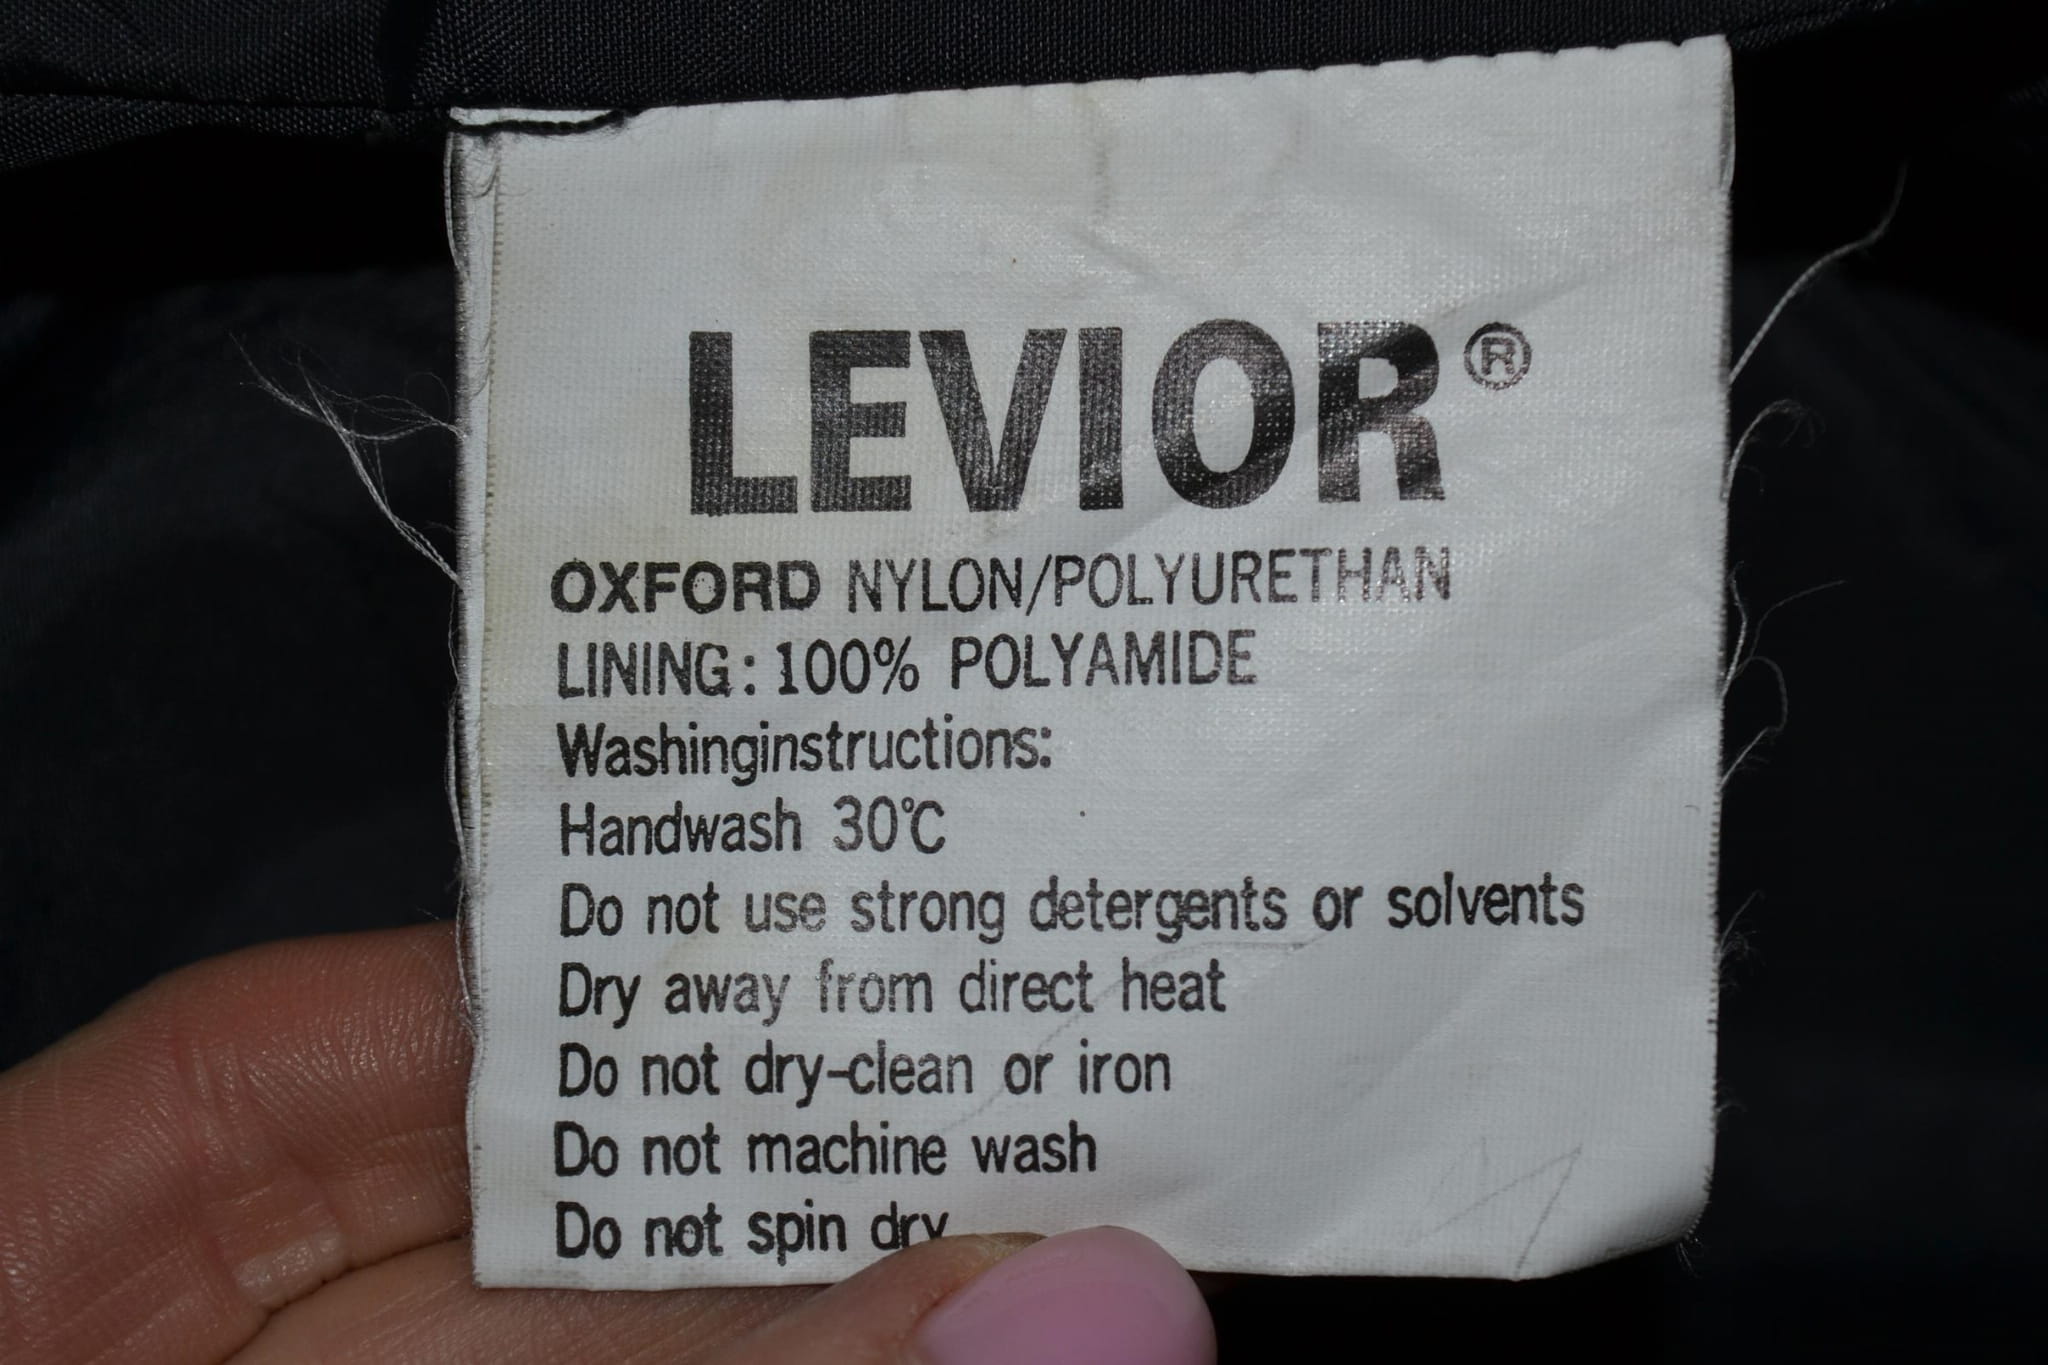 LEVIOR®
OXFORD NYLON/POLYURETHAN
LINING: 100% POLYAMIDE
Washinginstructions:
Handwash 30℃
Do not use strong detergents or solvents
Dry away from direct heat
Do not dry-clean or iron
Do not machine wash
Do not spin dry